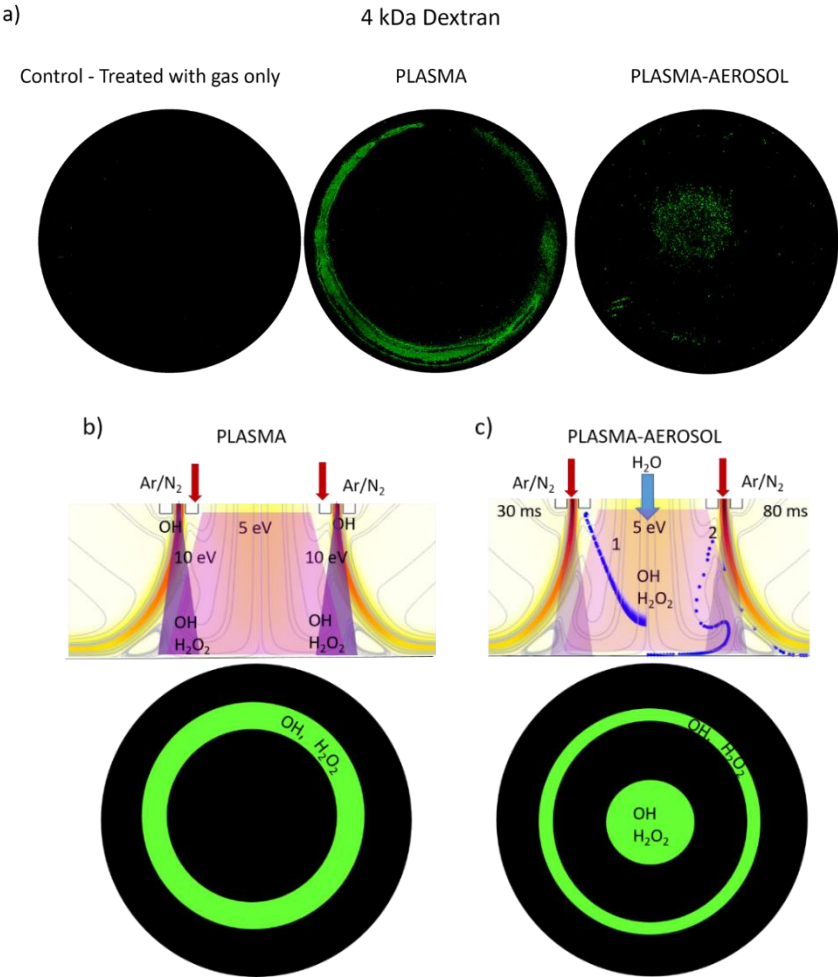 a)
4 kDa Dextran
Control - Treated with gas only
PLASMA
PLASMA-AEROSOL
b)
PLASMA
Ar/N₂
Ar/N₂
OH
OH
5 eV
10 eV
10 eV
OH
H₂O₂
OH
H₂O₂
OH, H₂O₂
c)
PLASMA-AEROSOL
H₂O
Ar/N₂
Ar/N₂
30 ms
80 ms
5 eV
1
2
OH
H₂O₂
OH, H₂O₂
OH
H₂O₂